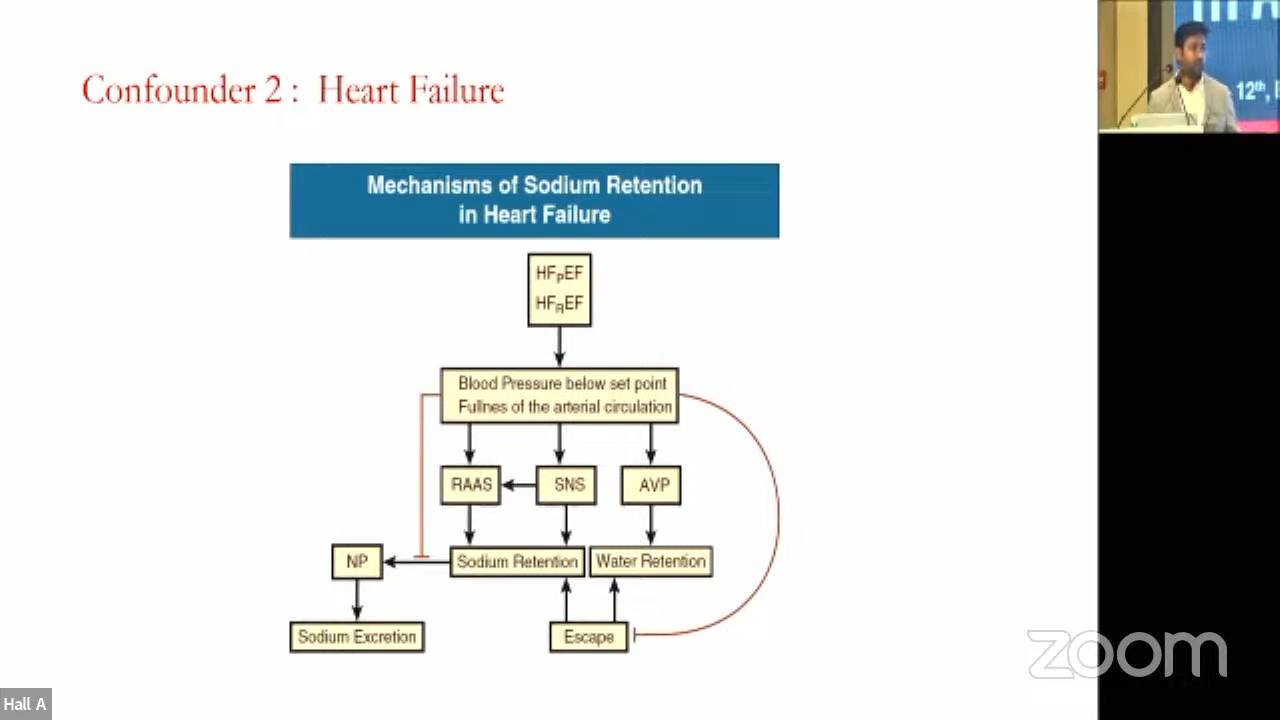 Confounder 2 : Heart Failure
Mechanisms of Sodium Retention
in Heart Failure
HFPEF
HFREF
Blood Pressure below set point
Fullnes of the arterial circulation
RAAS
SNS
AVP
NP
Sodium Retention
Water Retention
Sodium Excretion
Escape
12th,
zoom
Hall A